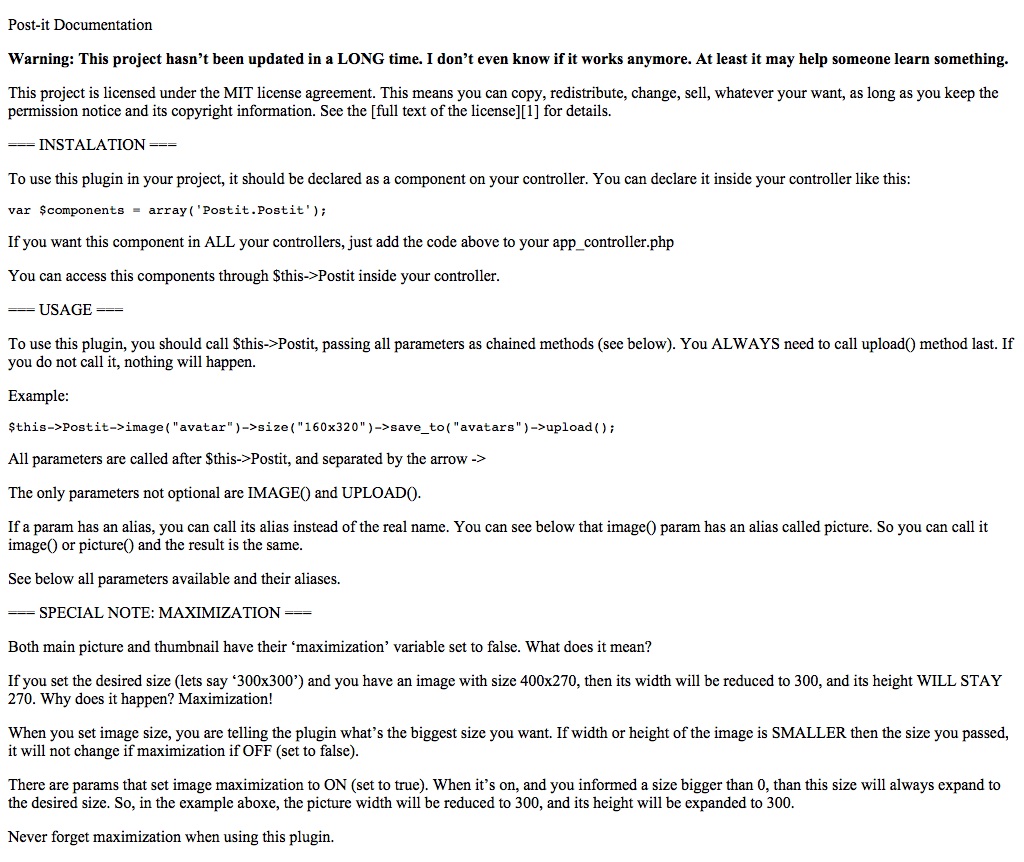 Post-it Documentation
Warning: This project hasn’t been updated in a LONG time. I don’t even know if it works anymore. At least it may help someone learn something.
This project is licensed under the MIT license agreement. This means you can copy, redistribute, change, sell, whatever your want, as long as you keep the
permission notice and its copyright information. See the [full text of the license][1] for details.
=== INSTALATION ===
To use this plugin in your project, it should be declared as a component on your controller. You can declare it inside your controller like this:
var $components = array('Postit.Postit');
If you want this component in ALL your controllers, just add the code above to your app_controller.php
You can access this components through $this->Postit inside your controller.
=== USAGE ===
To use this plugin, you should call $this->Postit, passing all parameters as chained methods (see below). You ALWAYS need to call upload() method last. If
you do not call it, nothing will happen.
Example:
$this->Postit->image("avatar")->size("160x320")->save_to("avatars")->upload();
All parameters are called after $this->Postit, and separated by the arrow ->
The only parameters not optional are IMAGE() and UPLOAD().
If a param has an alias, you can call its alias instead of the real name. You can see below that image() param has an alias called picture. So you can call it
image() or picture() and the result is the same.
See below all parameters available and their aliases.
=== SPECIAL NOTE: MAXIMIZATION ===
Both main picture and thumbnail have their ‘maximization’ variable set to false. What does it mean?
If you set the desired size (lets say ‘300x300’) and you have an image with size 400x270, then its width will be reduced to 300, and its height WILL STAY
270. Why does it happen? Maximization!
When you set image size, you are telling the plugin what’s the biggest size you want. If width or height of the image is SMALLER then the size you passed,
it will not change if maximization if OFF (set to false).
There are params that set image maximization to ON (set to true). When it’s on, and you informed a size bigger than 0, than this size will always expand to
the desired size. So, in the example aboxe, the picture width will be reduced to 300, and its height will be expanded to 300.
Never forget maximization when using this plugin.